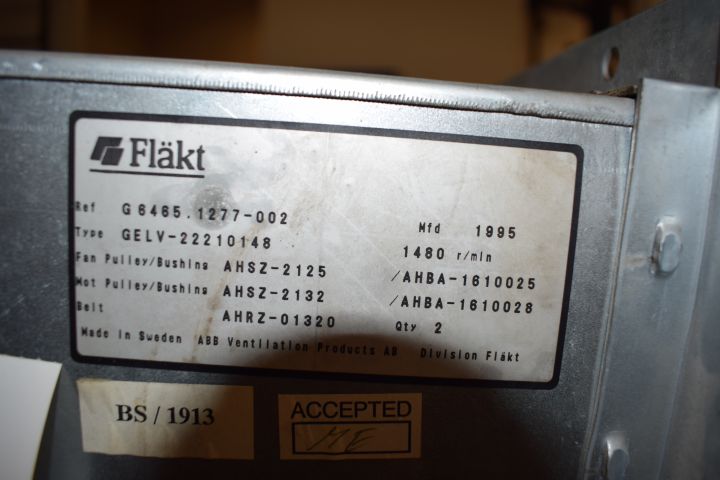 Fläkt
Ref G6465.1277-002 Mfd 1995
Type GELV-22210148 1480 r/min
Fan Pulley/Bushing AHSZ-2125 /AHBA-1610025
Mot Pulley/Bushing AHSZ-2132 /AHBA-1610028
Belt AHRZ-01320 Qty 2
Made in Sweden ABB Ventilation Products AB Division Fläkt
BS / 1913
ACCEPTED
ME